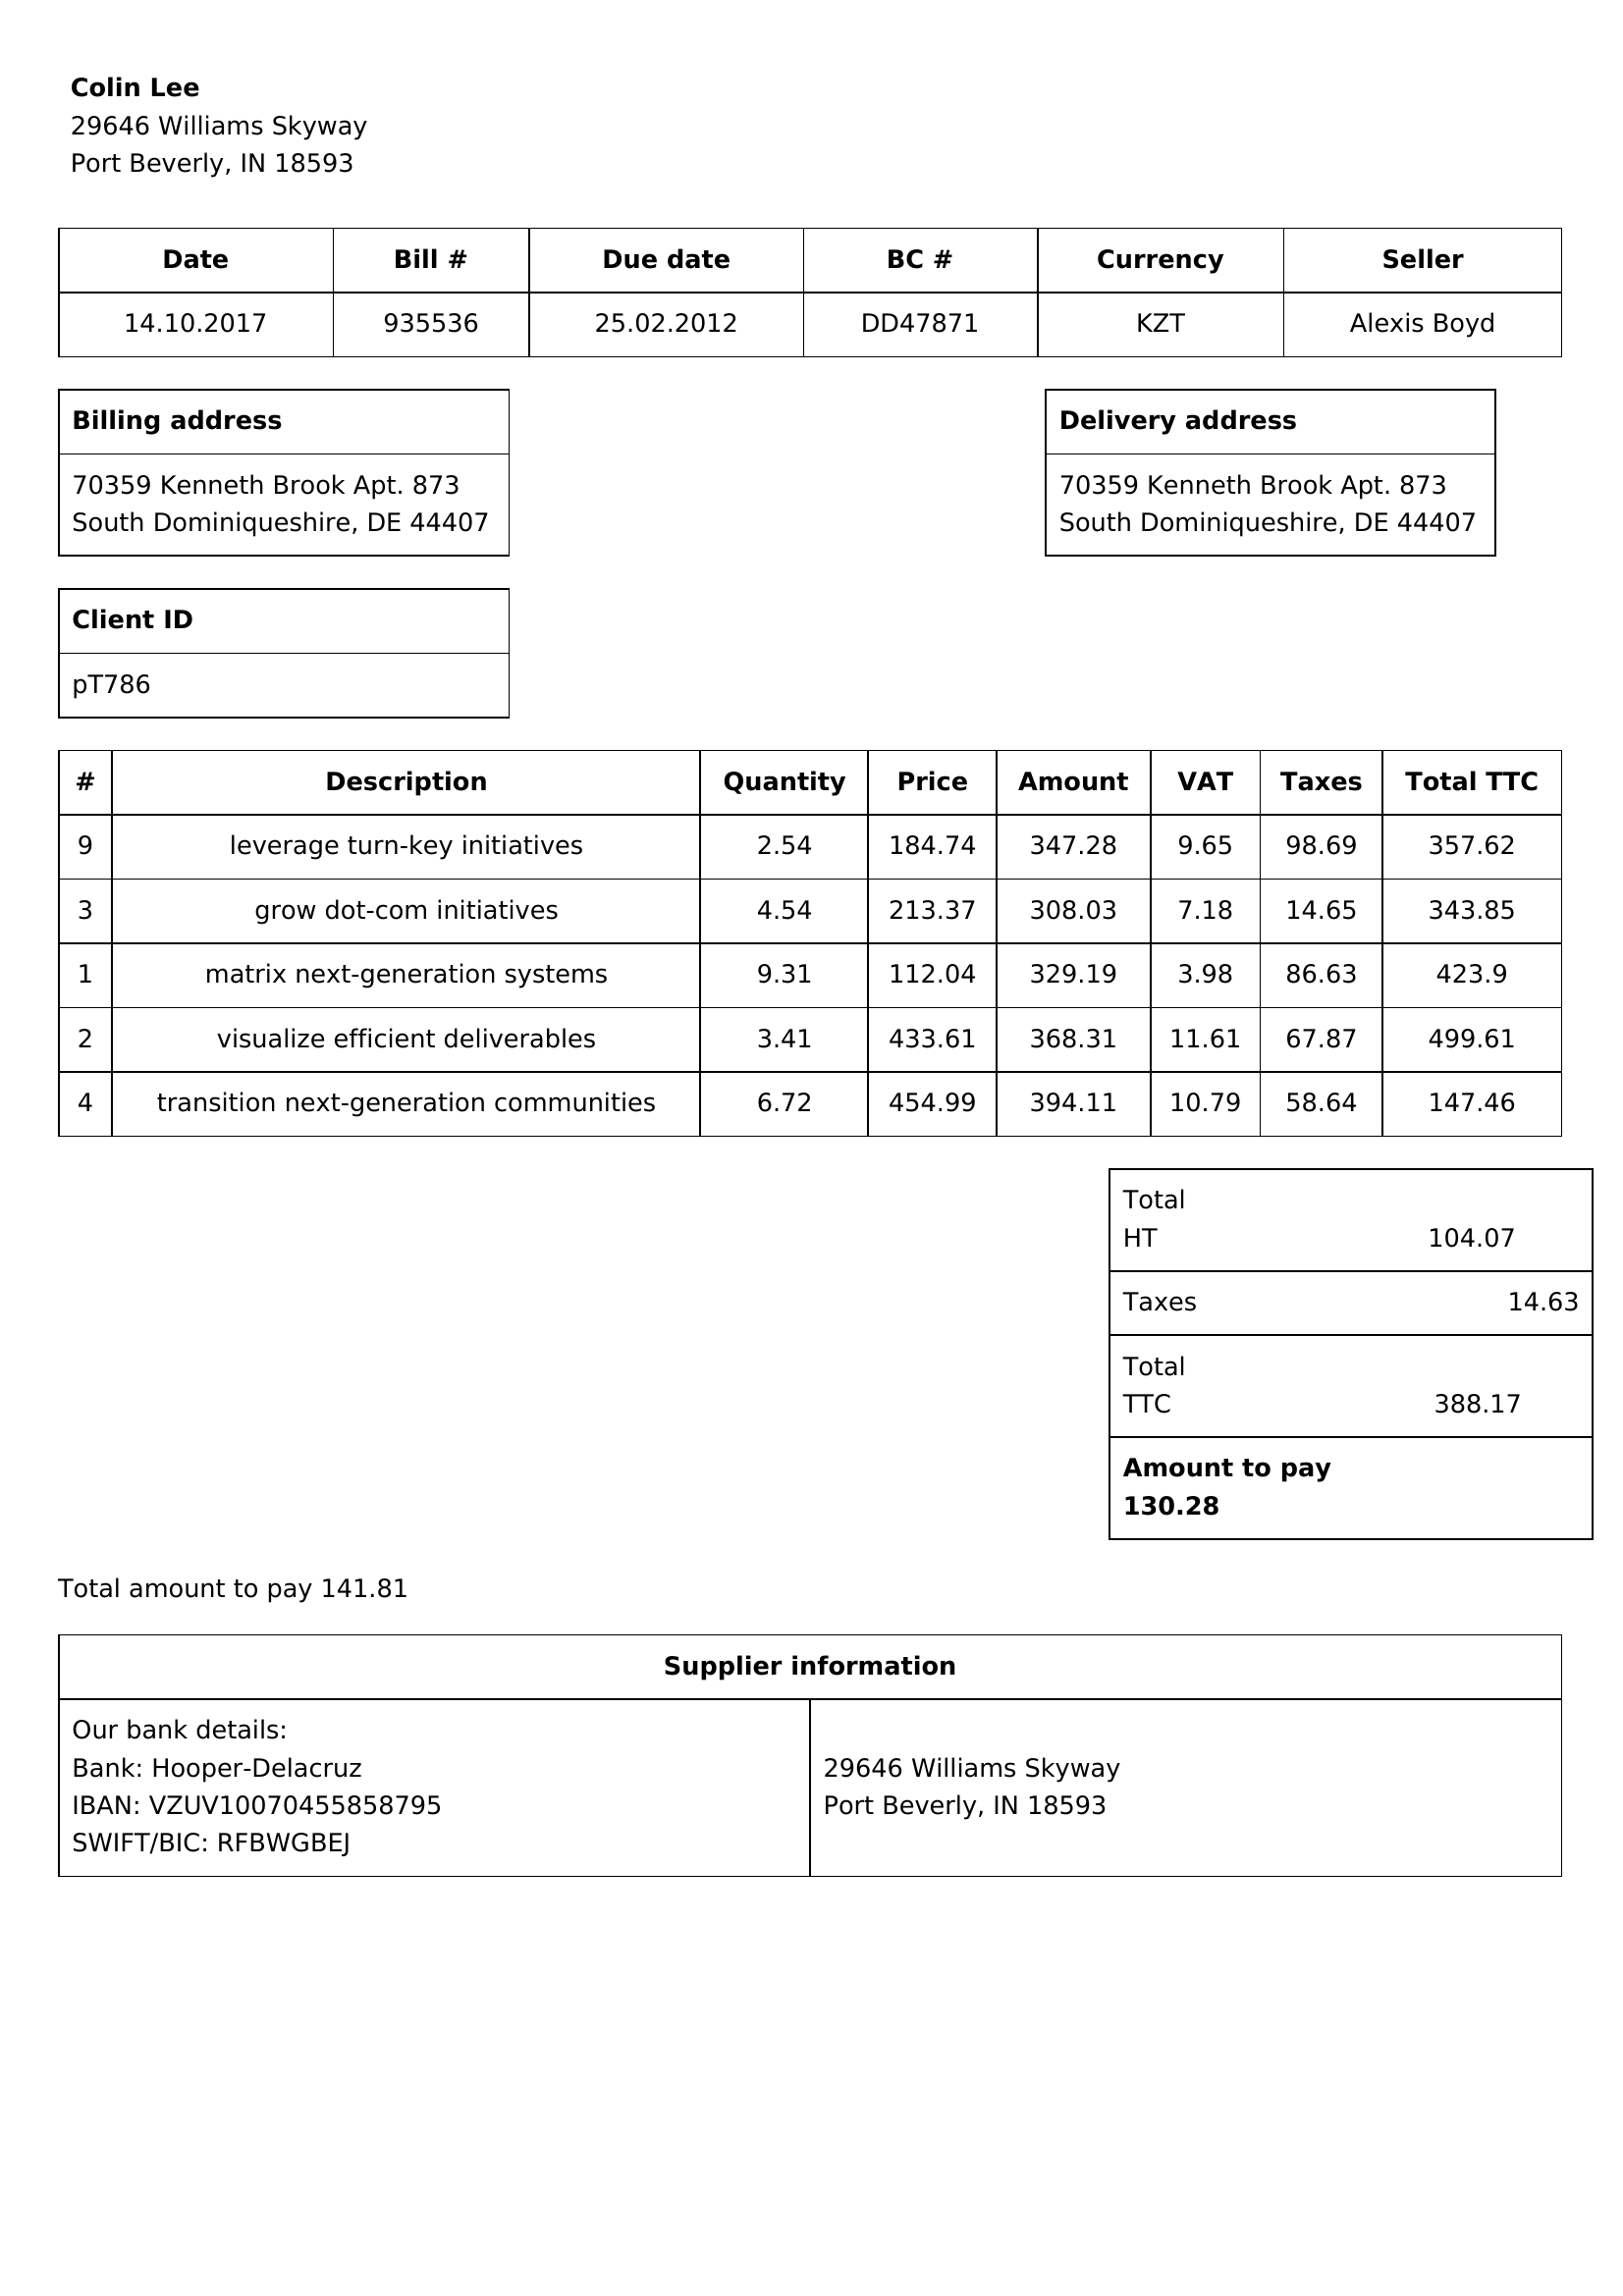 Colin Lee
29646 Williams Skyway
Port Beverly, IN 18593
Date Bill # Due date BC # Currency Seller
14.10.2017 935536 25.02.2012 DD47871 KZT Alexis Boyd
Billing address
70359 Kenneth Brook Apt. 873
South Dominiqueshire, DE 44407
Delivery address
70359 Kenneth Brook Apt. 873
South Dominiqueshire, DE 44407
Client ID
pT786
# Description Quantity Price Amount VAT Taxes Total TTC
9 leverage turn-key initiatives 2.54 184.74 347.28 9.65 98.69 357.62
3 grow dot-com initiatives 4.54 213.37 308.03 7.18 14.65 343.85
1 matrix next-generation systems 9.31 112.04 329.19 3.98 86.63 423.9
2 visualize efficient deliverables 3.41 433.61 368.31 11.61 67.87 499.61
4 transition next-generation communities 6.72 454.99 394.11 10.79 58.64 147.46
Total
HT 104.07
Taxes 14.63
Total
TTC 388.17
Amount to pay
130.28
Total amount to pay 141.81
Supplier information
Our bank details:
Bank: Hooper-Delacruz
IBAN: VZUV10070455858795
SWIFT/BIC: RFBWGBEJ
29646 Williams Skyway
Port Beverly, IN 18593